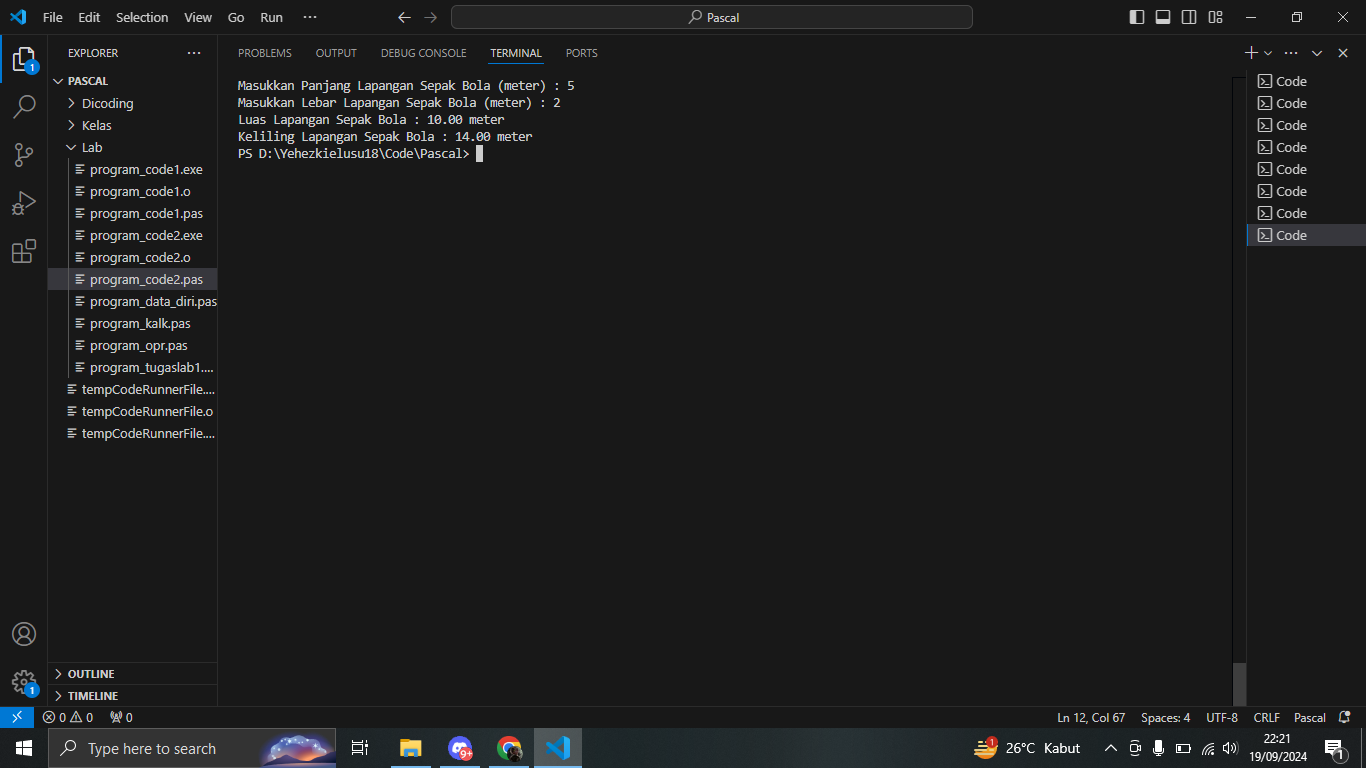 File Edit Selection View Go Run ···
Pascal
EXPLORER ···
PASCAL
Dicoding
Kelas
Lab
program_code1.exe
program_code1.o
program_code1.pas
program_code2.exe
program_code2.o
program_code2.pas
program_data_diri.pas
program_kalk.pas
program_opr.pas
program_tugaslab1....
tempCodeRunnerFile....
tempCodeRunnerFile.o
tempCodeRunnerFile....
OUTLINE
TIMELINE
1
1
PROBLEMS OUTPUT DEBUG CONSOLE TERMINAL PORTS
Masukkan Panjang Lapangan Sepak Bola (meter) : 5
Masukkan Lebar Lapangan Sepak Bola (meter) : 2
Luas Lapangan Sepak Bola : 10.00 meter
Keliling Lapangan Sepak Bola : 14.00 meter
PS D:\Yehezkielusu18\Code\Pascal>
Code
Code
Code
Code
Code
Code
Code
Code
0 0 0
Ln 12, Col 67 Spaces: 4 UTF-8 CRLF Pascal
Type here to search
9+
1
26°C Kabut
22:21
19/09/2024
1